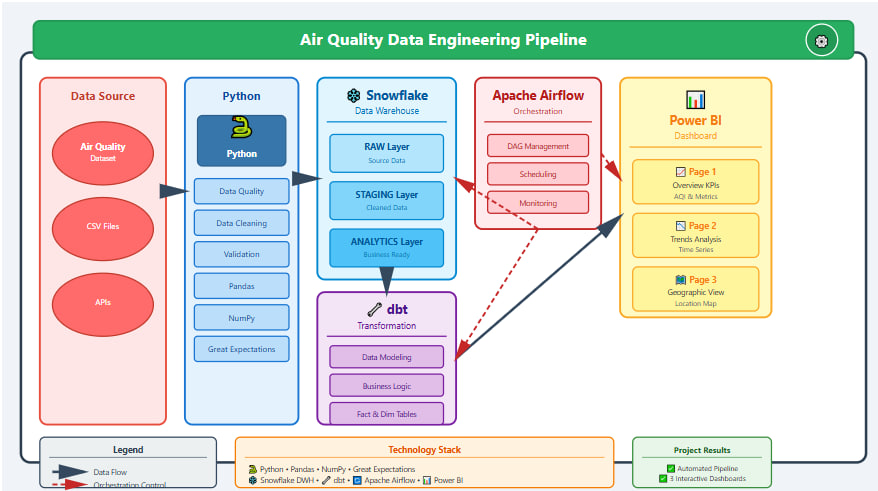 Air Quality Data Engineering Pipeline
Data Source
Air Quality
Dataset
CSV Files
APIs
Python
Python
Data Quality
Data Cleaning
Validation
Pandas
NumPy
Great Expectations
Snowflake
Data Warehouse
RAW Layer
Source Data
STAGING Layer
Cleaned Data
ANALYTICS Layer
Business Ready
dbt
Transformation
Data Modeling
Business Logic
Fact & Dim Tables
Apache Airflow
Orchestration
DAG Management
Scheduling
Monitoring
Power BI
Dashboard
Page 1
Overview KPIs
AQI & Metrics
Page 2
Trends Analysis
Time Series
Page 3
Geographic View
Location Map
Legend
Data Flow
Orchestration Control
Technology Stack
Python • Pandas • NumPy • Great Expectations
Snowflake DWH • dbt • Apache Airflow • Power BI
Project Results
Automated Pipeline
3 Interactive Dashboards